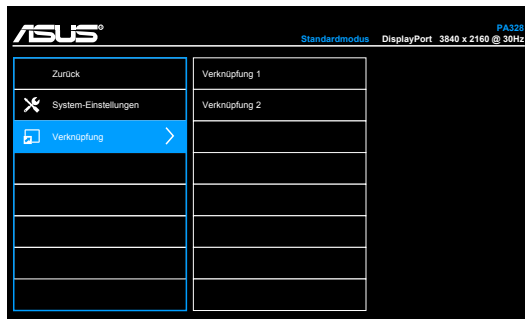 ASUS
PA328
Standardmodus DisplayPort 3840 x 2160 @ 30Hz
Zurück
System-Einstellungen
Verknüpfung
Verknüpfung 1
Verknüpfung 2